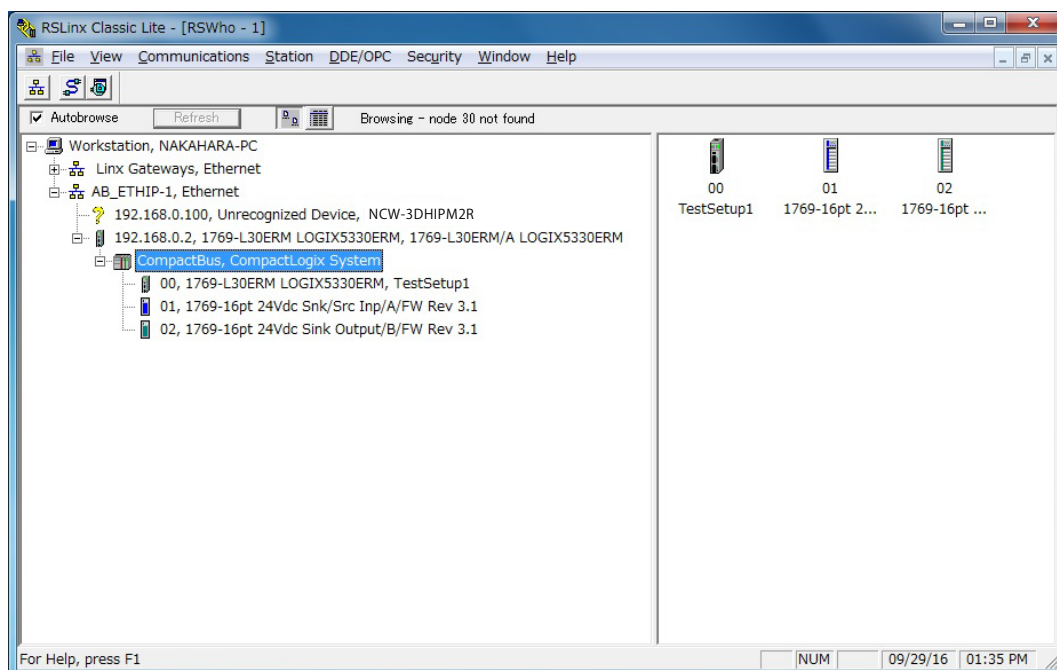 RSLinx Classic Lite - [RSWho - 1]
File View Communications Station DDE/OPC Security Window Help
Autobrowse Refresh Browsing - node 30 not found
Workstation, NAKAHARA-PC
Linx Gateways, Ethernet
AB_ETHIP-1, Ethernet
192.168.0.100, Unrecognized Device, NCW-3DHIPM2R
192.168.0.2, 1769-L30ERM LOGIX5330ERM, 1769-L30ERM/A LOGIX5330ERM
CompactBus, CompactLogix System
00, 1769-L30ERM LOGIX5330ERM, TestSetup1
01, 1769-16pt 24Vdc Snk/Src Inp/A/FW Rev 3.1
02, 1769-16pt 24Vdc Sink Output/B/FW Rev 3.1
00 01 02
TestSetup1 1769-16pt 2... 1769-16pt ...
For Help, press F1 NUM 09/29/16 01:35 PM